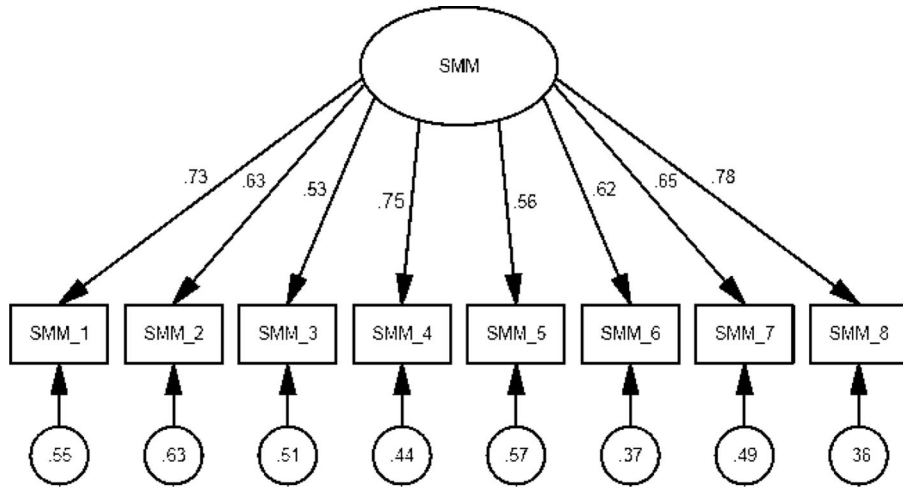 SMM
.73
.63
.53
.75
.56
.62
.65
.78
SMM_1
SMM_2
SMM_3
SMM_4
SMM_5
SMM_6
SMM_7
SMM_8
.55
.63
.51
.44
.57
.37
.49
36